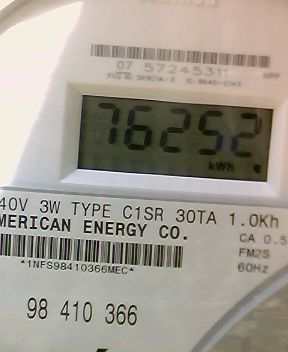 07 57245311
76252
kWh
40V 3W TYPE C1SR 30TA 1.0Kh
MERICAN ENERGY CO.
CA 0.5
FM2S
60Hz
*1NFS98410366MEC*
98 410 366